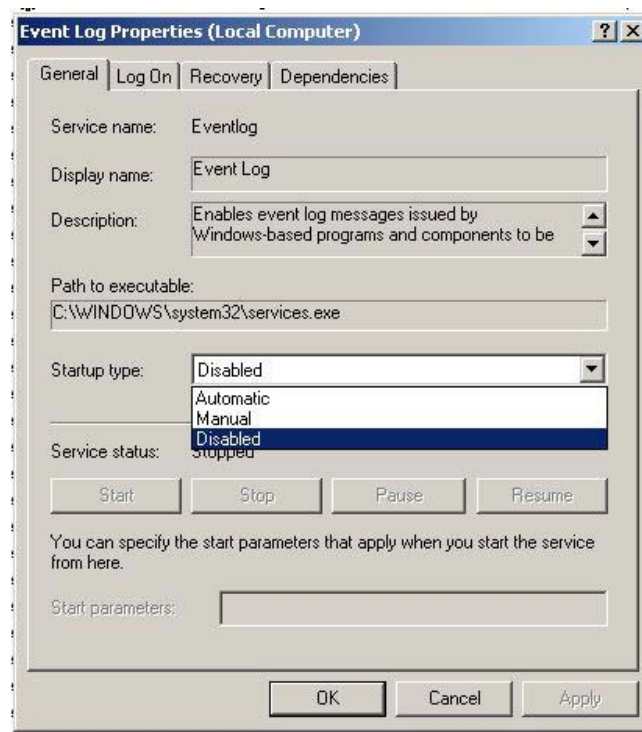 Event Log Properties (Local Computer)
General Log On Recovery Dependencies
Service name: Eventlog
Display name: Event Log
Description: Enables event log messages issued by
Windows-based programs and components to be
Path to executable:
C:\WINDOWS\system32\services.exe
Startup type: Disabled
Automatic
Manual
Disabled
Service status: Stopped
Start Stop Pause Resume
You can specify the start parameters that apply when you start the service
from here.
Start parameters:
OK Cancel Apply